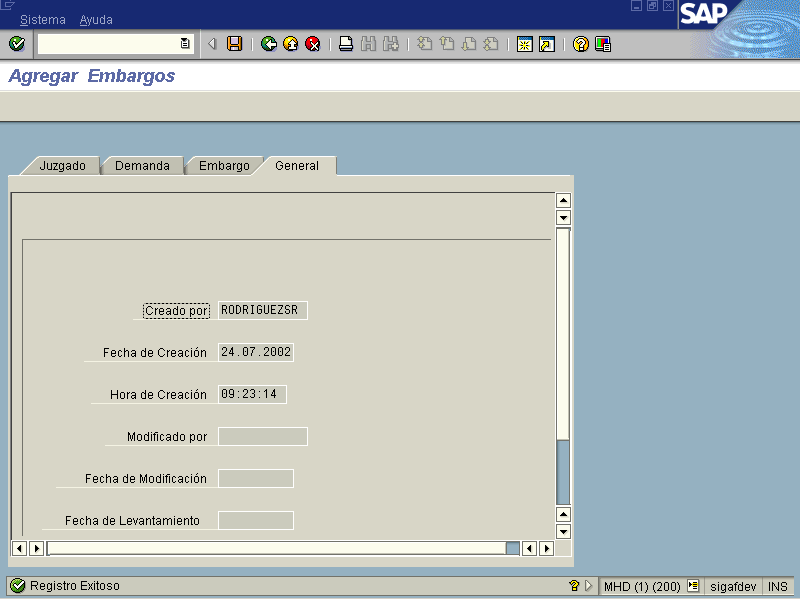 Sistema Ayuda
SAP
Agregar Embargos
Juzgado Demanda Embargo General
Creado por RODRIGUEZSR
Fecha de Creación 24.07.2002
Hora de Creación 09:23:14
Modificado por
Fecha de Modificación
Fecha de Levantamiento
Registro Exitoso MHD (1) (200) sigafdev INS